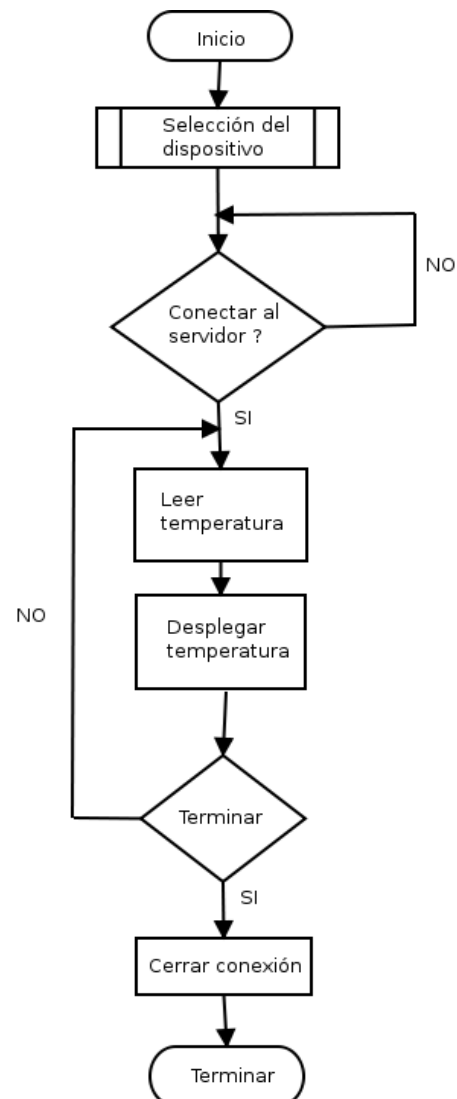 Inicio
Selección del
dispositivo
NO
Conectar al
servidor ?
SI
Leer
temperatura
NO
Desplegar
temperatura
Terminar
SI
Cerrar conexión
Terminar